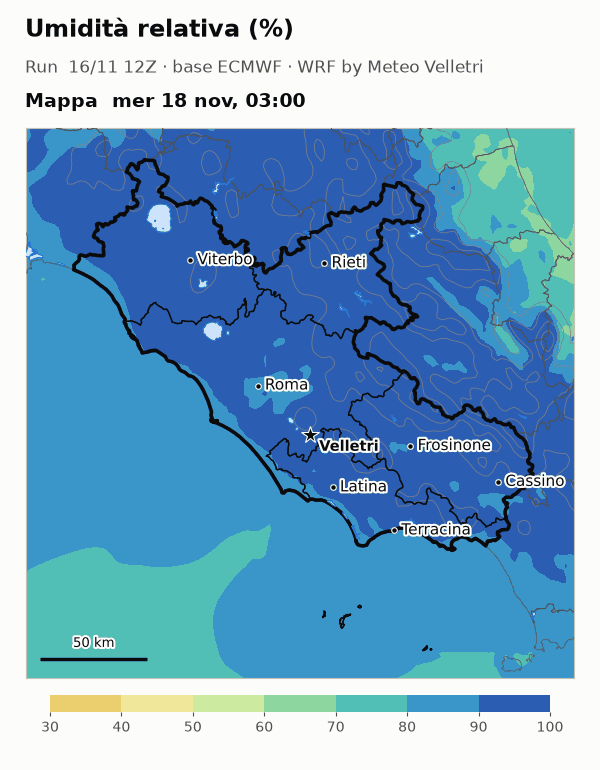 Umidità relativa (%)
Run  16/11 12Z · base ECMWF · WRF by Meteo Velletri
Mappa  mer 18 nov, 03:00
Viterbo
Rieti
Roma
Velletri
Frosinone
Cassino
Latina
Terracina
50 km
30 40 50 60 70 80 90 100